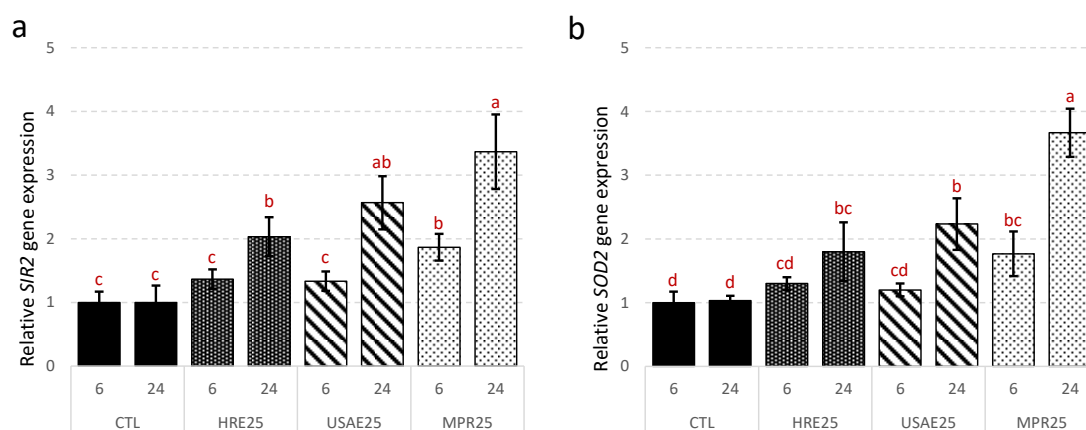 a
Relative SIR2 gene expression
5
4
3
2
1
0
c
c
c
b
c
ab
b
a
6 24 6 24 6 24 6 24
CTL HRE25 USAE25 MPR25
b
Relative SOD2 gene expression
5
4
3
2
1
0
d
d
cd
bc
cd
b
bc
a
6 24 6 24 6 24 6 24
CTL HRE25 USAE25 MPR25